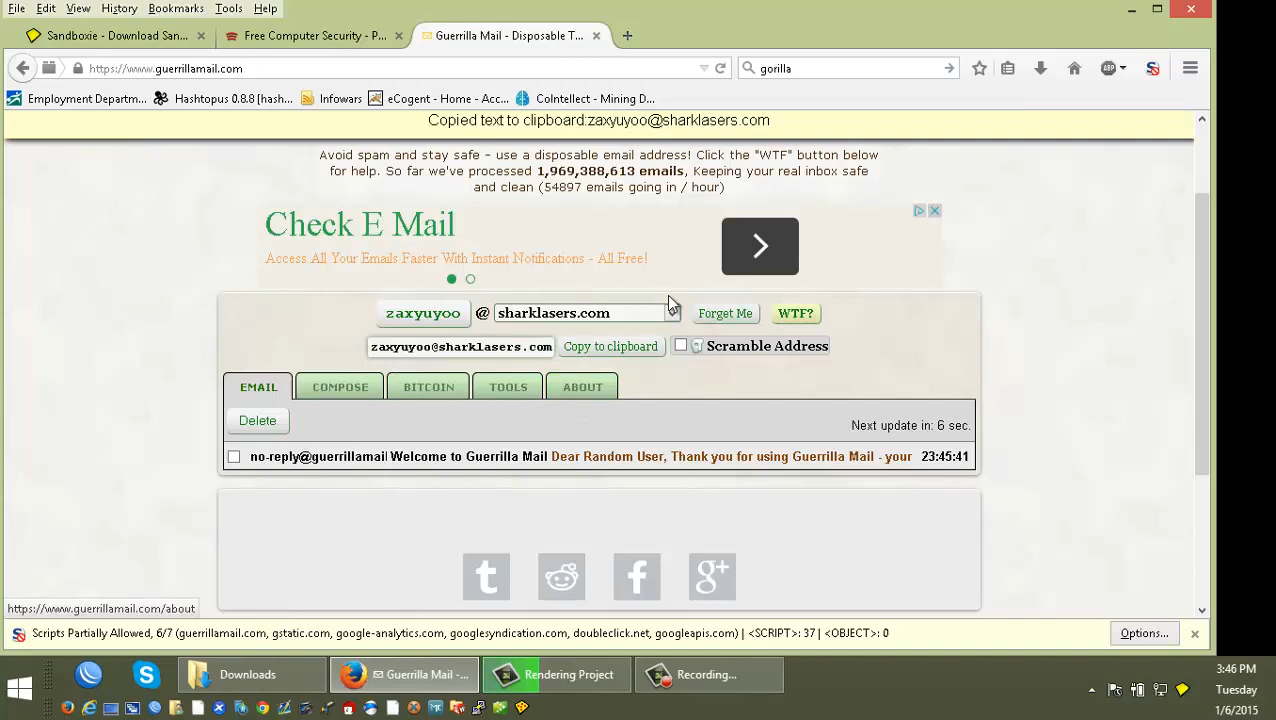 File Edit View History Bookmarks Tools Help
Sandboxie - Download San... × Free Computer Security - P... × Guerrilla Mail - Disposable T... × +
https://www.guerrillamail.com gorilla ABP
Employment Departm... Hashtopus 0.8.8 [hash... Infowars eCogent - Home - Acc... CoIntellect - Mining D...
Copied text to clipboard:zaxyuyoo@sharklasers.com
Avoid spam and stay safe - use a disposable email address! Click the "WTF" button below
for help. So far we've processed 1,969,388,613 emails, Keeping your real inbox safe
and clean (54897 emails going in / hour)
Check E Mail
Access All Your Emails Faster With Instant Notifications - All Free!
zaxyuyoo @ sharklasers.com Forget Me WTF?
zaxyuyoo@sharklasers.com Copy to clipboard Scramble Address
EMAIL COMPOSE BITCOIN TOOLS ABOUT
Delete
Next update in: 6 sec.
no-reply@guerrillamail Welcome to Guerrilla Mail Dear Random User, Thank you for using Guerrilla Mail - your 23:45:41
t f g+
https://www.guerrillamail.com/about
Scripts Partially Allowed, 6/7 (guerrillamail.com, gstatic.com, google-analytics.com, googlesyndication.com, doubleclick.net, googleapis.com) | <SCRIPT>: 37 | <OBJECT>: 0 Options... ×
Downloads Guerrilla Mail -... Rendering Project Recording...
3:46 PM
Tuesday
1/6/2015